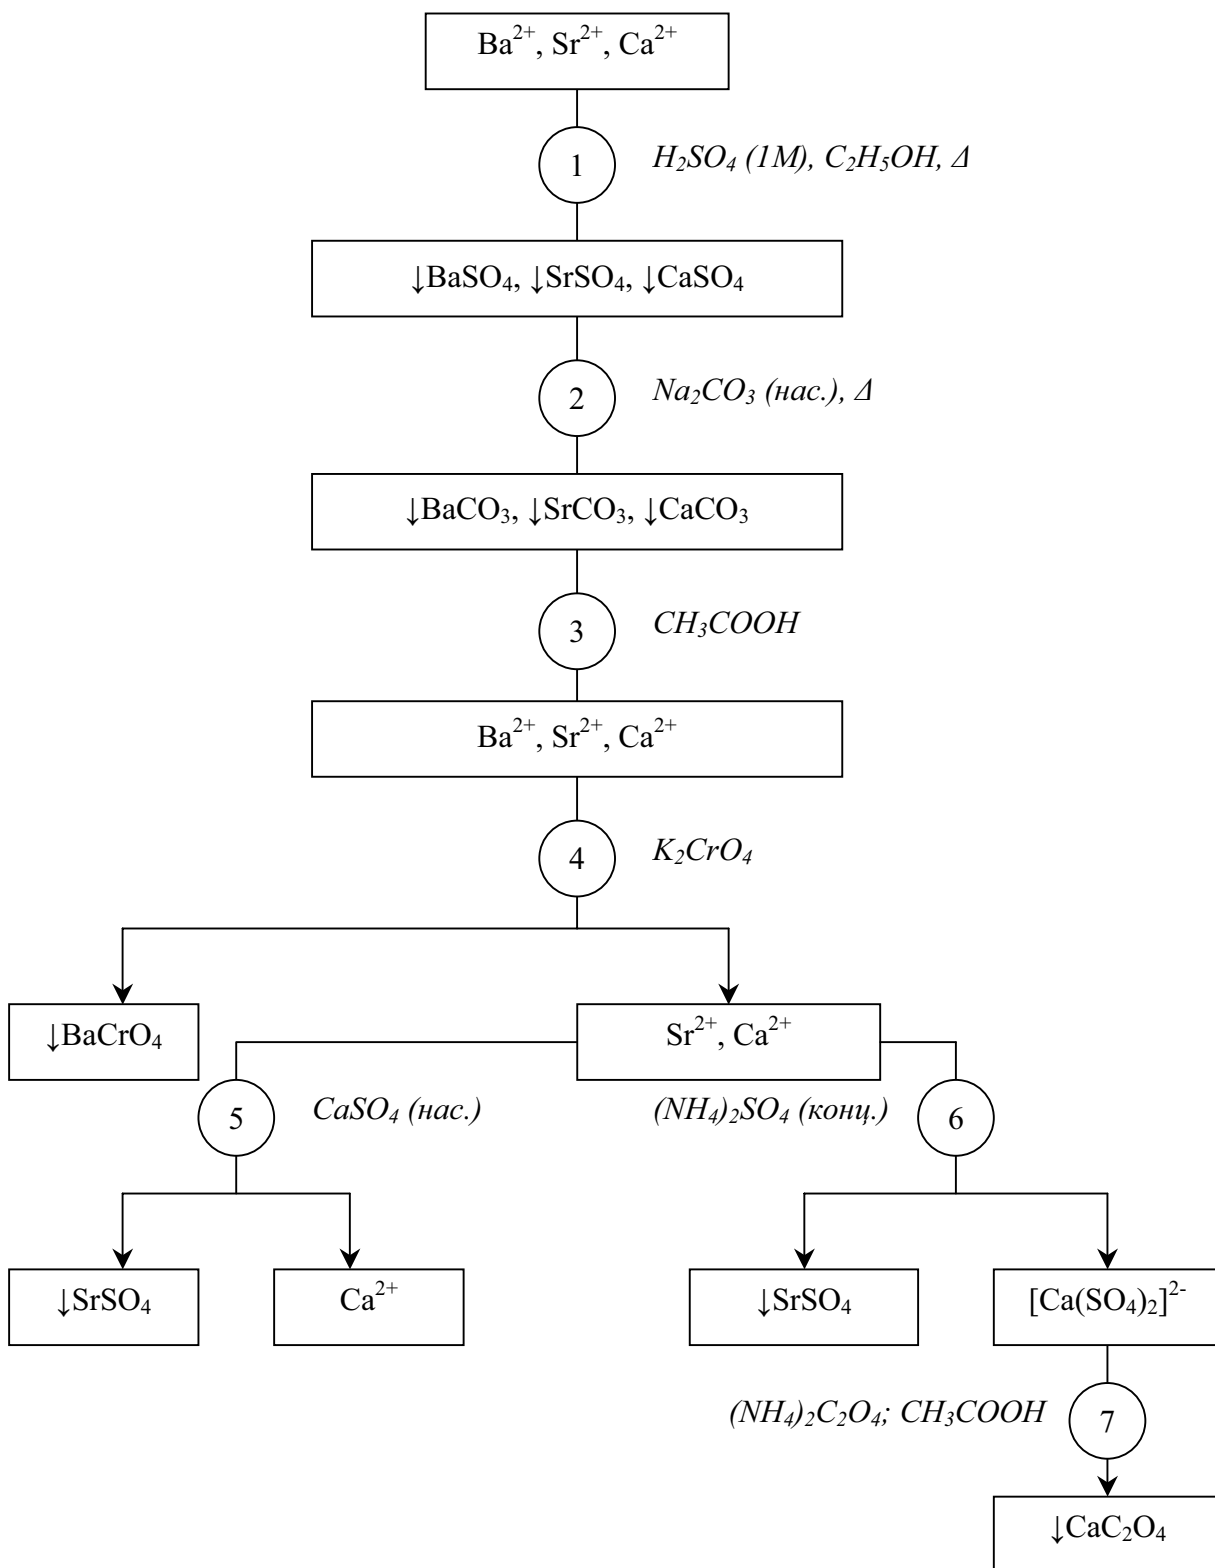 Ba²⁺, Sr²⁺, Ca²⁺
1
H₂SO₄ (1М), C₂H₅OH, Δ
↓BaSO₄, ↓SrSO₄, ↓CaSO₄
2
Na₂CO₃ (нас.), Δ
↓BaCO₃, ↓SrCO₃, ↓CaCO₃
3
CH₃COOH
Ba²⁺, Sr²⁺, Ca²⁺
4
K₂CrO₄
↓BaCrO₄
Sr²⁺, Ca²⁺
5
CaSO₄ (нас.)
(NH₄)₂SO₄ (конц.)
6
↓SrSO₄
Ca²⁺
↓SrSO₄
[Ca(SO₄)₂]²⁻
(NH₄)₂C₂O₄; CH₃COOH
7
↓CaC₂O₄